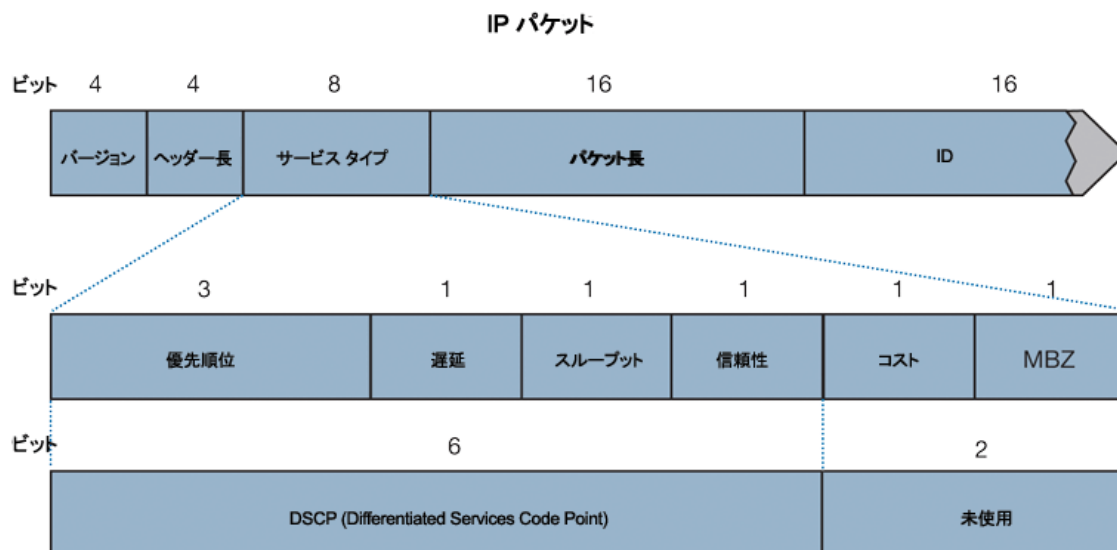 IP パケット
ビット 4 4 8 16 16
バージョン ヘッダー長 サービス タイプ パケット長 ID
ビット 3 1 1 1 1 1
優先順位 遅延 スループット 信頼性 コスト MBZ
ビット 6 2
DSCP (Differentiated Services Code Point) 未使用